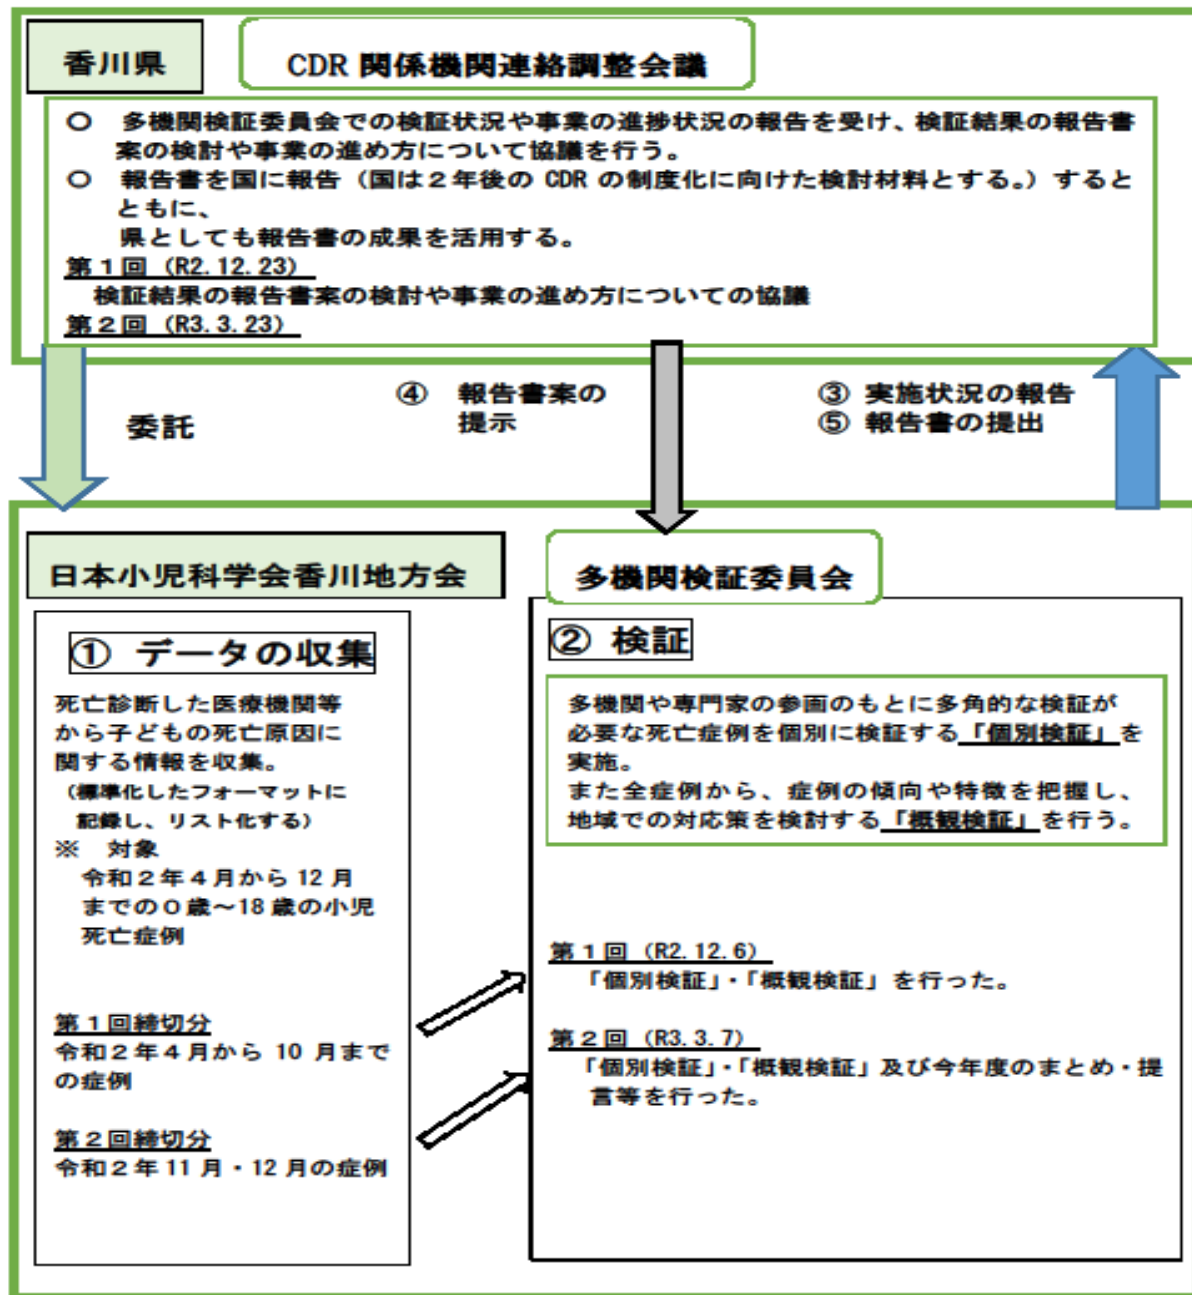 香川県
CDR 関係機関連絡調整会議
○ 多機関検証委員会での検証状況や事業の進捗状況の報告を受け、検証結果の報告書
案の検討や事業の進め方について協議を行う。
○ 報告書を国に報告（国は２年後の CDR の制度化に向けた検討材料とする。）すると
ともに、
県としても報告書の成果を活用する。
第１回（R2.12.23）
検証結果の報告書案の検討や事業の進め方についての協議
第２回（R3.3.23）
委託
④ 報告書案の
提示
③ 実施状況の報告
⑤ 報告書の提出
日本小児科学会香川地方会
① データの収集
死亡診断した医療機関等
から子どもの死亡原因に
関する情報を収集。
（標準化したフォーマットに
記録し、リスト化する）
※ 対象
令和２年４月から 12 月
までの０歳～18 歳の小児
死亡症例
第１回締切分
令和２年４月から 10 月まで
の症例
第２回締切分
令和２年 11 月・12 月の症例
多機関検証委員会
② 検証
多機関や専門家の参画のもとに多角的な検証が
必要な死亡症例を個別に検証する「個別検証」を
実施。
また全症例から、症例の傾向や特徴を把握し、
地域での対応策を検討する「概観検証」を行う。
第１回（R2.12.6）
「個別検証」・「概観検証」を行った。
第２回（R3.3.7）
「個別検証」・「概観検証」及び今年度のまとめ・提
言等を行った。